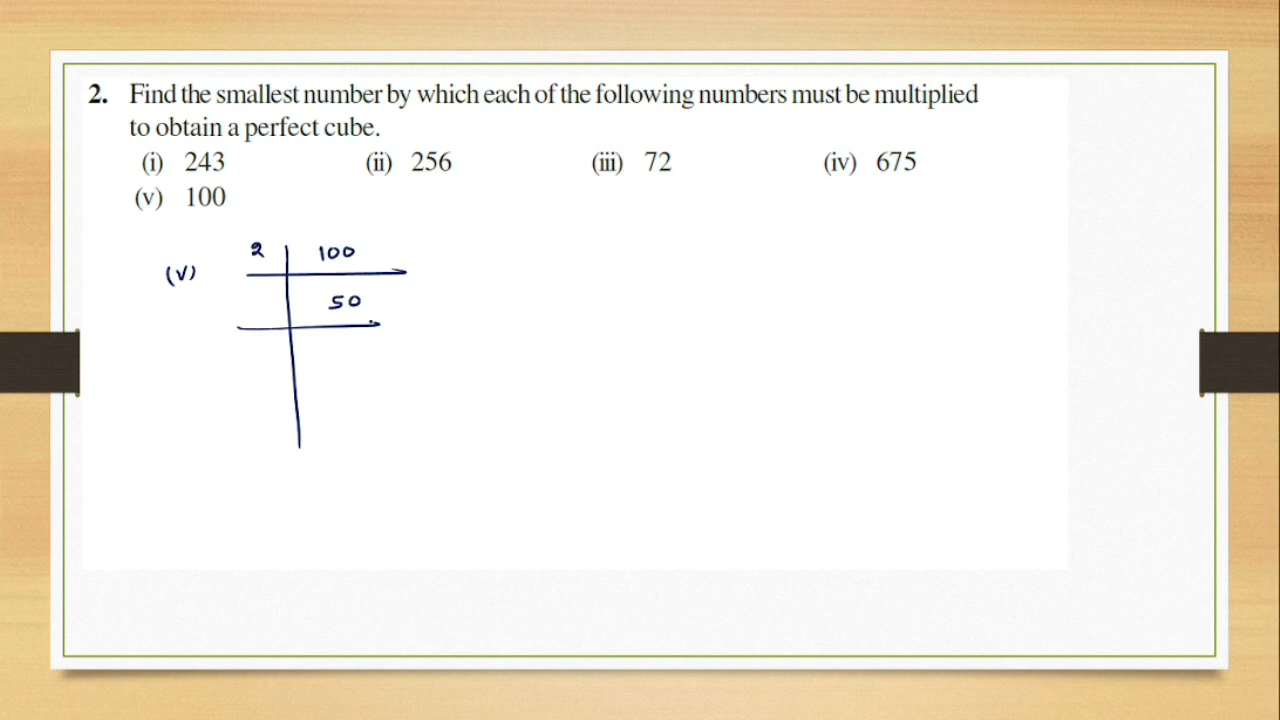 2. Find the smallest number by which each of the following numbers must be multiplied
to obtain a perfect cube.
(i) 243 (ii) 256 (iii) 72 (iv) 675
(v) 100
(v) 2 100
50